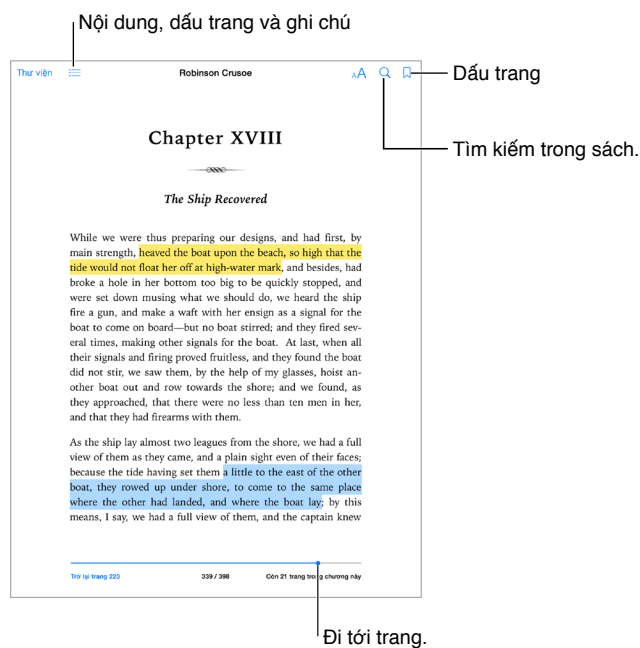 Nội dung, dấu trang và ghi chú
Thư viện
Robinson Crusoe
AA
Dấu trang
Tìm kiếm trong sách.
Chapter XVIII
The Ship Recovered
While we were thus preparing our designs, and had first, by
main strength, heaved the boat upon the beach, so high that the
tide would not float her off at high-water mark, and besides, had
broke a hole in her bottom too big to be quickly stopped, and
were set down musing what we should do, we heard the ship
fire a gun, and make a waft with her ensign as a signal for the
boat to come on board—but no boat stirred; and they fired sev-
eral times, making other signals for the boat. At last, when all
their signals and firing proved fruitless, and they found the boat
did not stir, we saw them, by the help of my glasses, hoist an-
other boat out and row towards the shore; and we found, as
they approached, that there were no less than ten men in her,
and that they had firearms with them.
As the ship lay almost two leagues from the shore, we had a full
view of them as they came, and a plain sight even of their faces;
because the tide having set them a little to the east of the other
boat, they rowed up under shore, to come to the same place
where the other had landed, and where the boat lay; by this
means, I say, we had a full view of them, and the captain knew
Trở lại trang 223
339 / 398
Còn 21 trang trong chương này
Đi tới trang.